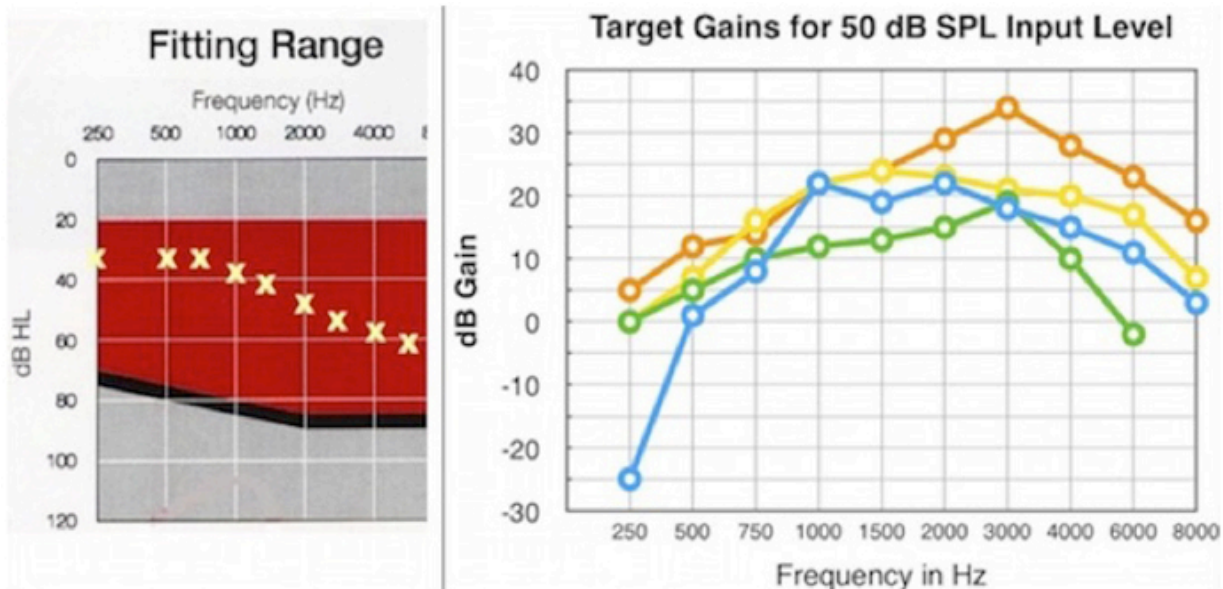 Fitting Range
Frequency (Hz)
250 500 1000 2000 4000 8
0
20
40
60
80
100
120
dB HL
X X X X X X X X X
Target Gains for 50 dB SPL Input Level
40
30
20
10
0
-10
-20
-30
dB Gain
250 500 750 1000 1500 2000 3000 4000 6000 8000
Frequency in Hz